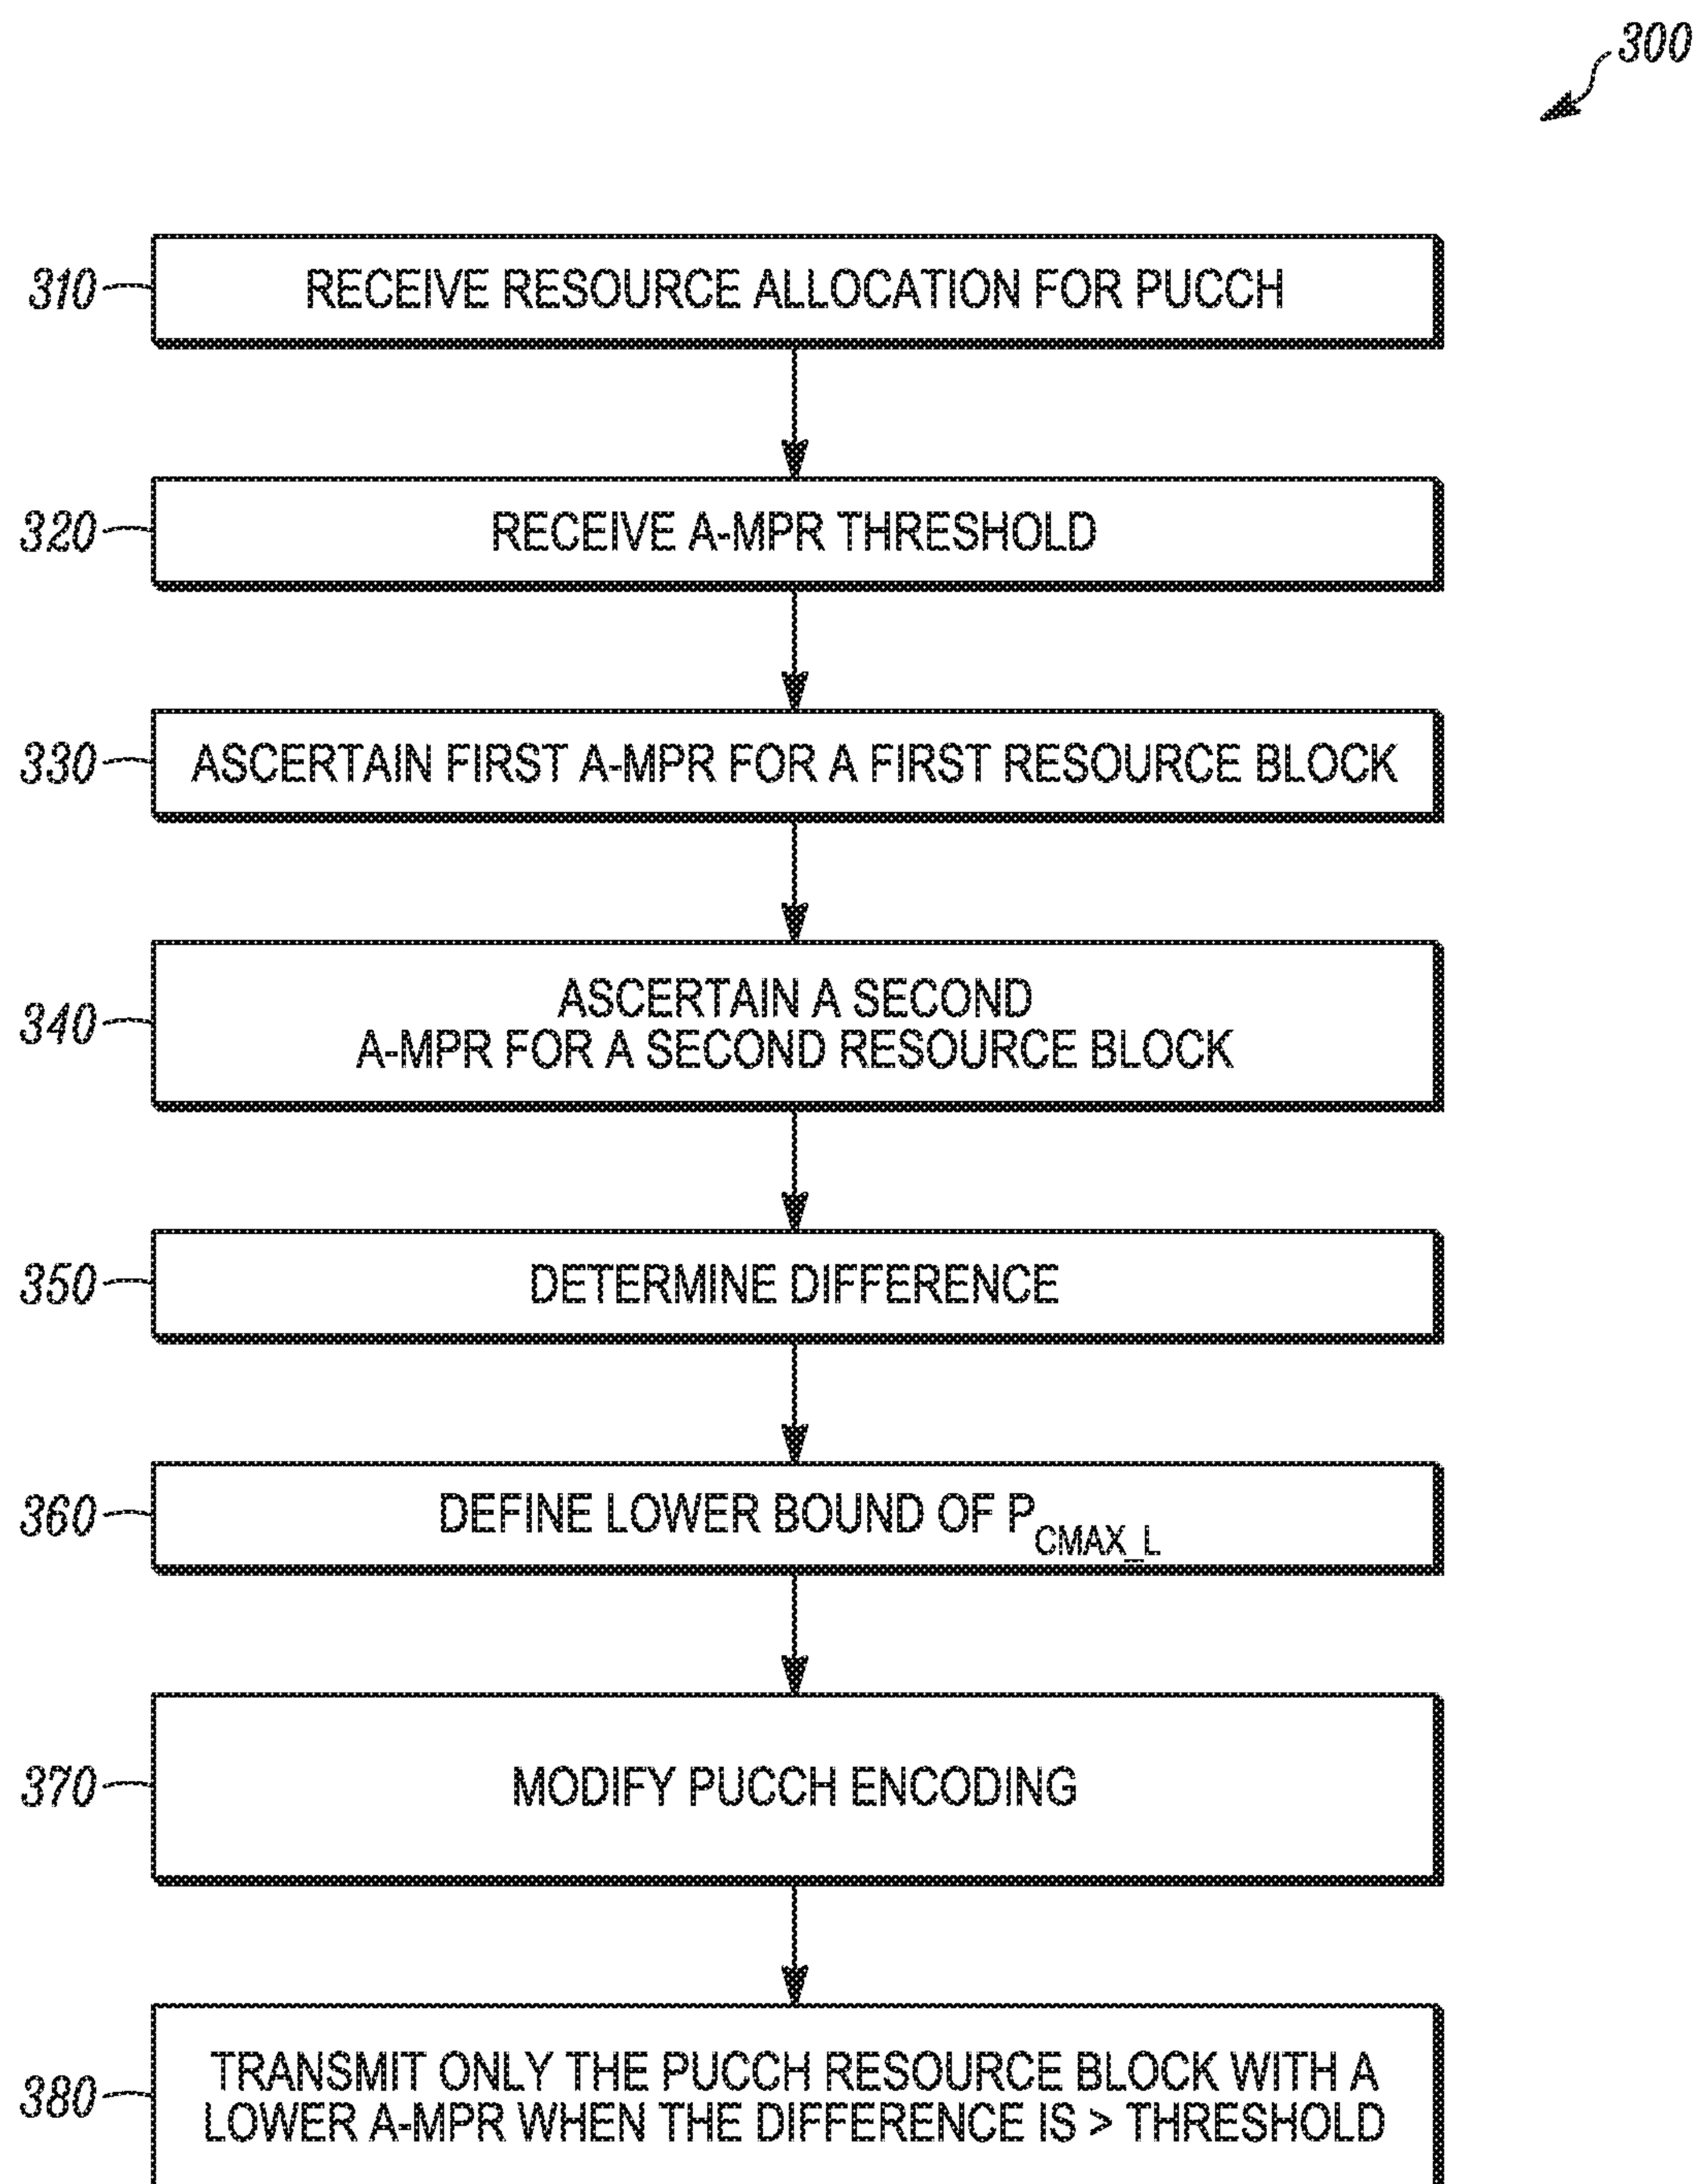 300
310
RECEIVE RESOURCE ALLOCATION FOR PUCCH
320
RECEIVE A-MPR THRESHOLD
330
ASCERTAIN FIRST A-MPR FOR A FIRST RESOURCE BLOCK
340
ASCERTAIN A SECOND
A-MPR FOR A SECOND RESOURCE BLOCK
350
DETERMINE DIFFERENCE
360
DEFINE LOWER BOUND OF P CMAX_L
370
MODIFY PUCCH ENCODING
380
TRANSMIT ONLY THE PUCCH RESOURCE BLOCK WITH A
LOWER A-MPR WHEN THE DIFFERENCE IS > THRESHOLD